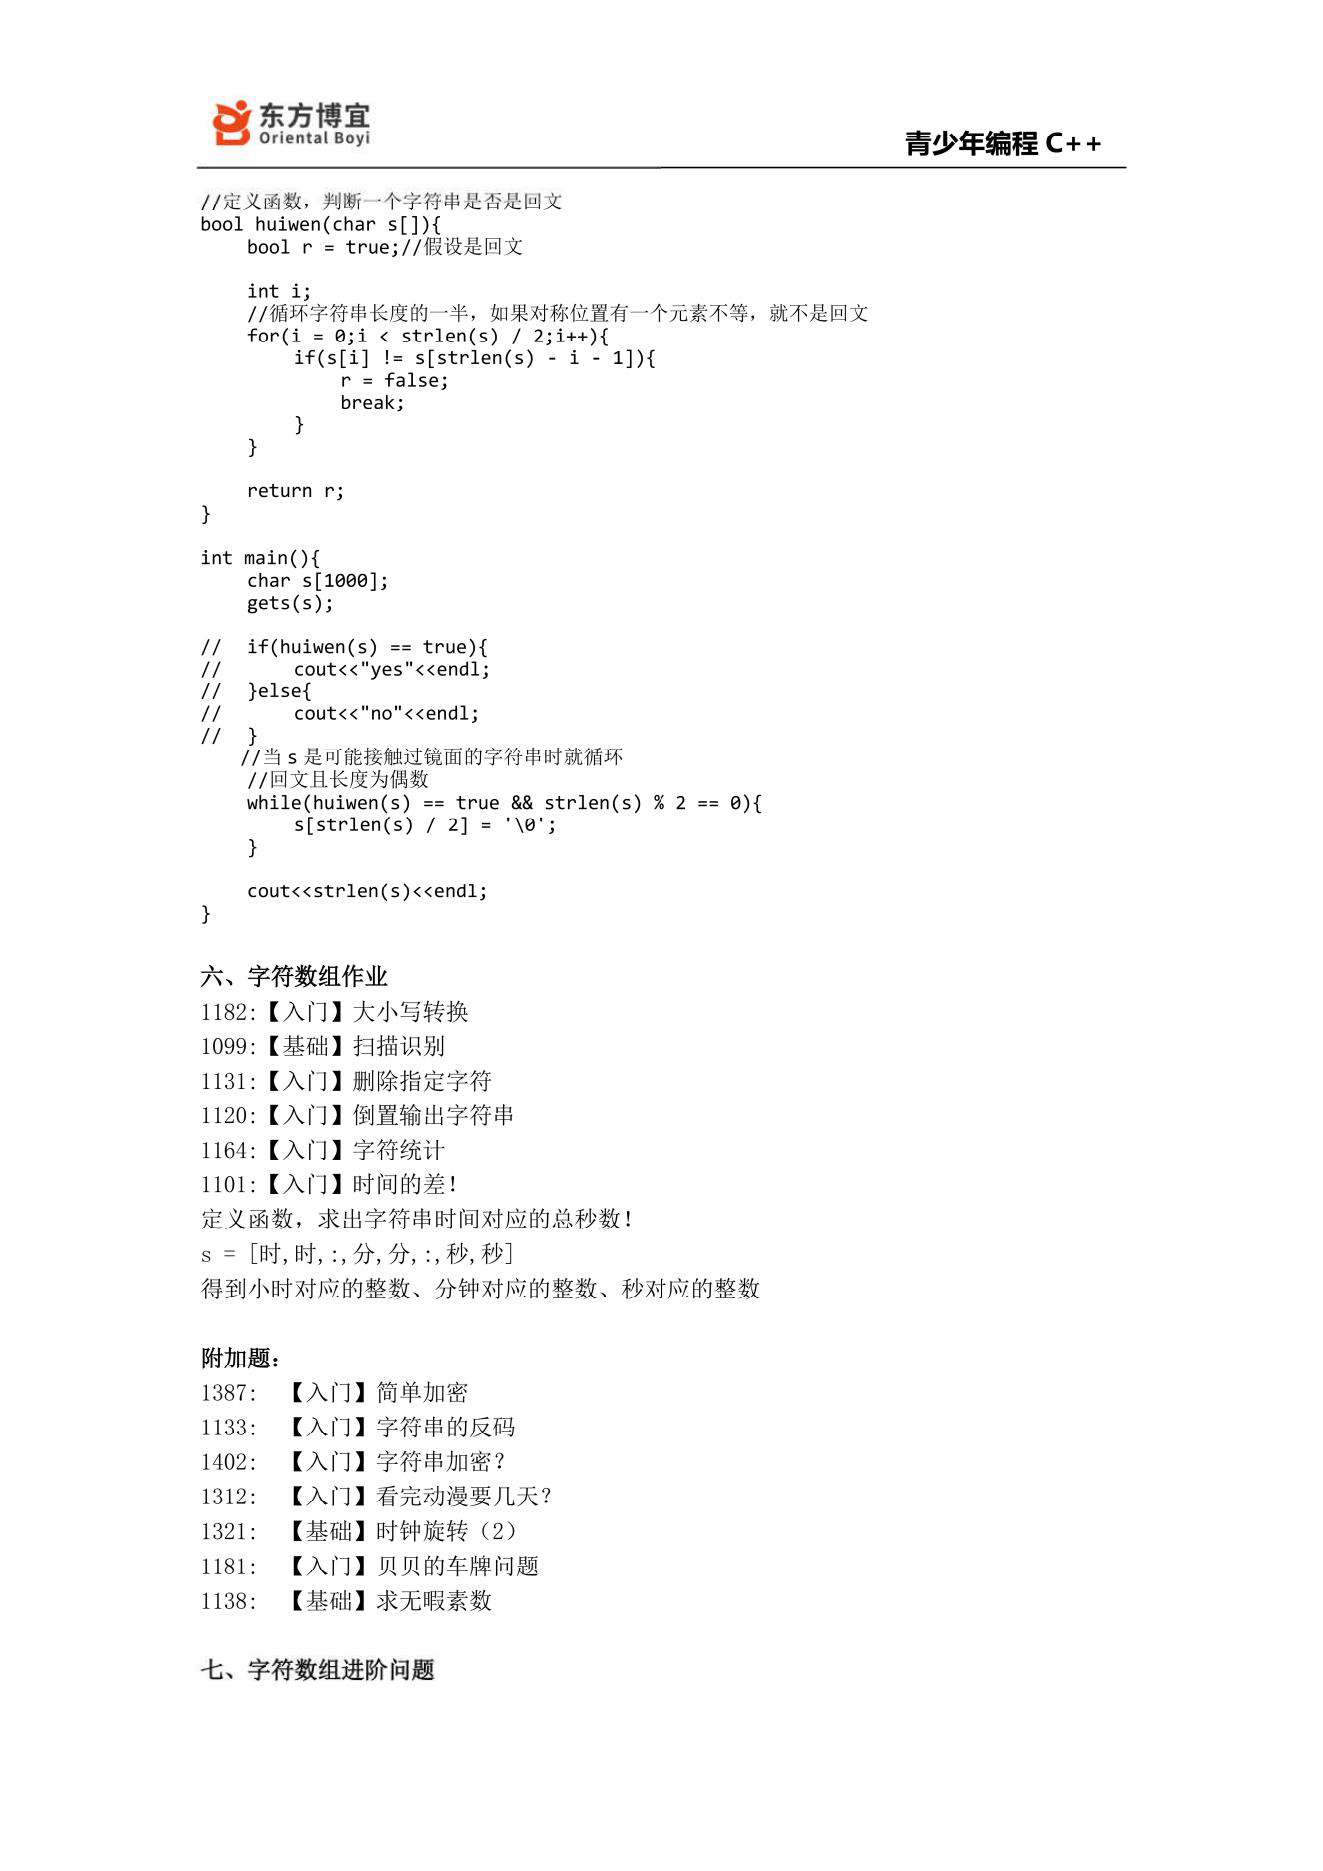 东方博宜
Oriental Boyi
青少年编程 C++
//定义函数，判断一个字符串是否是回文
bool huiwen(char s[]){
    bool r = true;//假设是回文

    int i;
    //循环字符串长度的一半，如果对称位置有一个元素不等，就不是回文
    for(i = 0;i < strlen(s) / 2;i++){
        if(s[i] != s[strlen(s) - i - 1]){
            r = false;
            break;
        }
    }

    return r;
}

int main(){
    char s[1000];
    gets(s);

//  if(huiwen(s) == true){
//      cout<<"yes"<<endl;
//  }else{
//      cout<<"no"<<endl;
//  }
    //当 s 是可能接触过镜面的字符串时就循环
    //回文且长度为偶数
    while(huiwen(s) == true && strlen(s) % 2 == 0){
        s[strlen(s) / 2] = '\0';
    }

    cout<<strlen(s)<<endl;
}

六、字符数组作业
1182:【入门】大小写转换
1099:【基础】扫描识别
1131:【入门】删除指定字符
1120:【入门】倒置输出字符串
1164:【入门】字符统计
1101:【入门】时间的差！
定义函数，求出字符串时间对应的总秒数！
s = [时,时,:,分,分,:,秒,秒]
得到小时对应的整数、分钟对应的整数、秒对应的整数

附加题：
1387: 【入门】简单加密
1133: 【入门】字符串的反码
1402: 【入门】字符串加密？
1312: 【入门】看完动漫要几天？
1321: 【基础】时钟旋转（2）
1181: 【入门】贝贝的车牌问题
1138: 【基础】求无暇素数

七、字符数组进阶问题